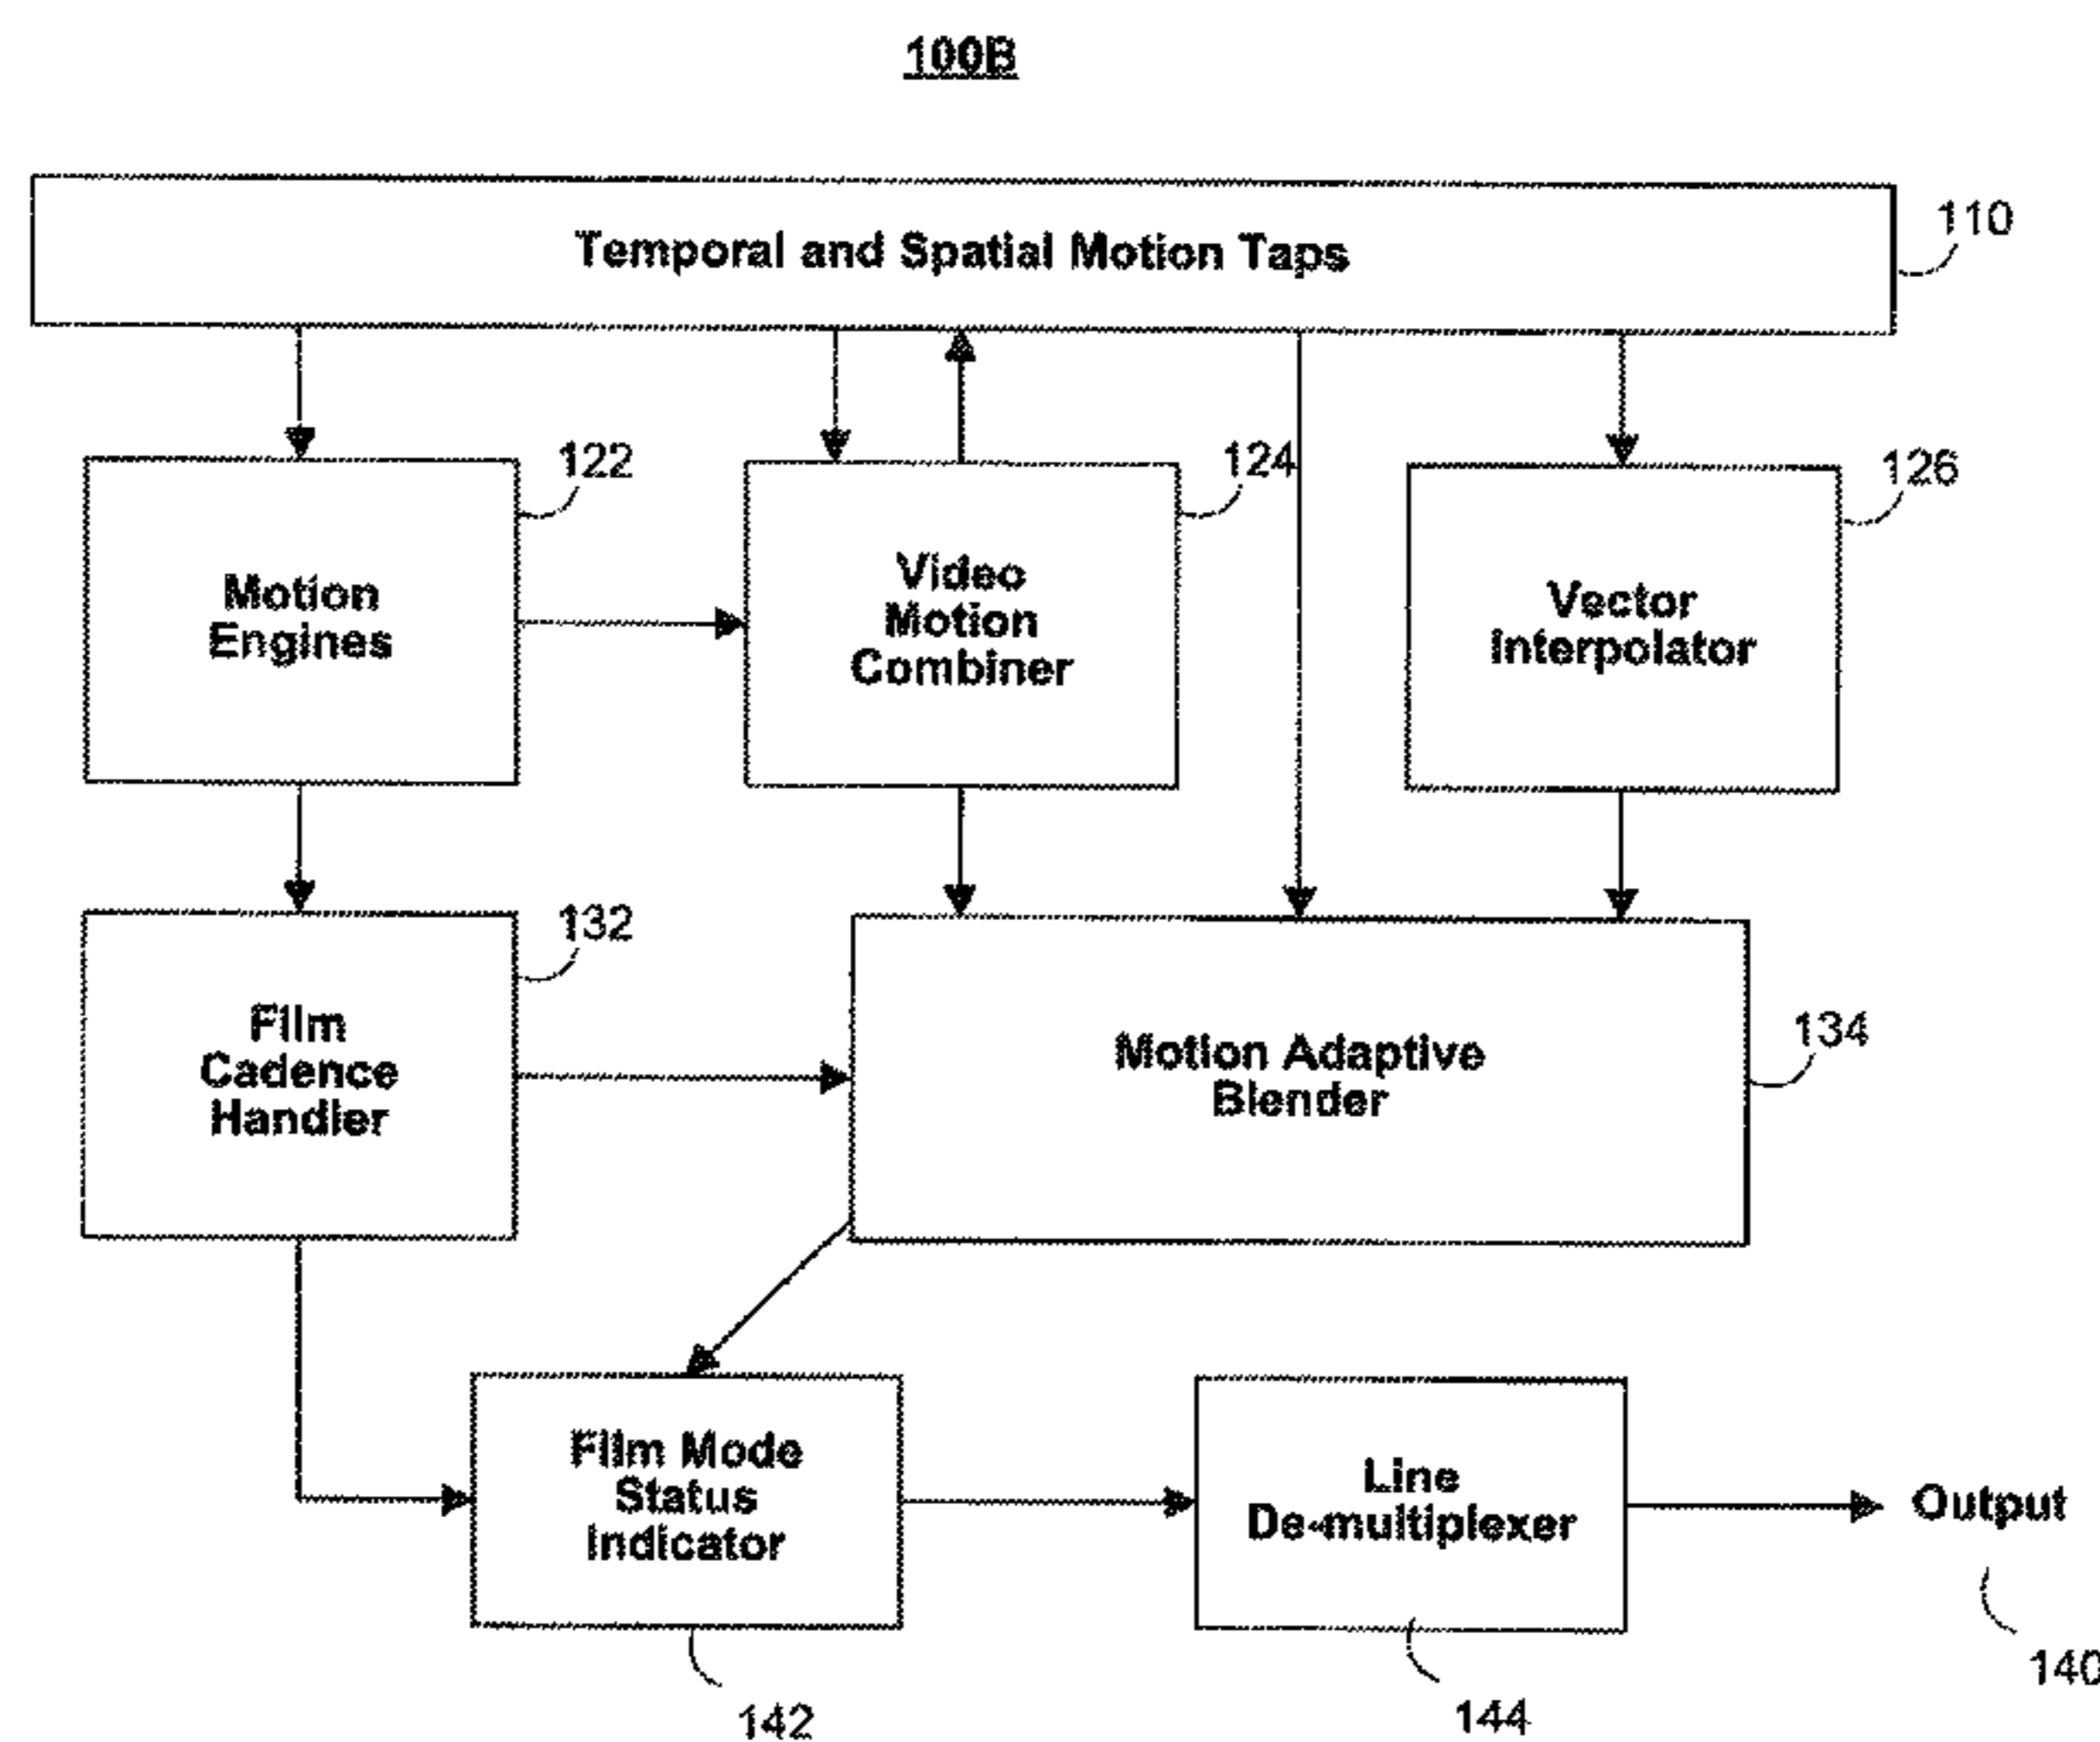 100B
Temporal and Spatial Motion Taps
110
122
124
126
Motion
Engines
Video
Motion
Combiner
Vector
Interpolator
132
Film
Cadence
Handler
Motion Adaptive
Blender
134
Film Mode
Status
Indicator
Line
De-multiplexer
Output
142
144
140